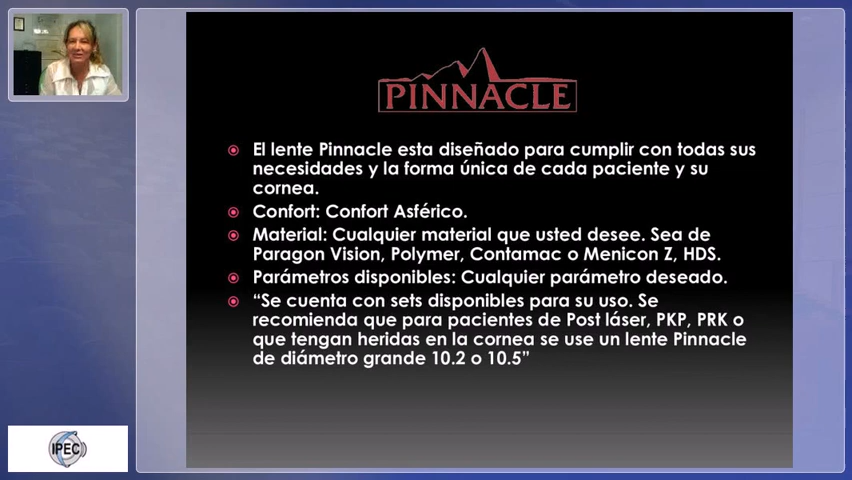 PINNACLE
El lente Pinnacle esta diseñado para cumplir con todas sus
necesidades y la forma única de cada paciente y su
cornea.
Confort: Confort Asférico.
Material: Cualquier material que usted desee. Sea de
Paragon Vision, Polymer, Contamac o Menicon Z, HDS.
Parámetros disponibles: Cualquier parámetro deseado.
“Se cuenta con sets disponibles para su uso. Se
recomienda que para pacientes de Post láser, PKP, PRK o
que tengan heridas en la cornea se use un lente Pinnacle
de diámetro grande 10.2 o 10.5”
IPEC